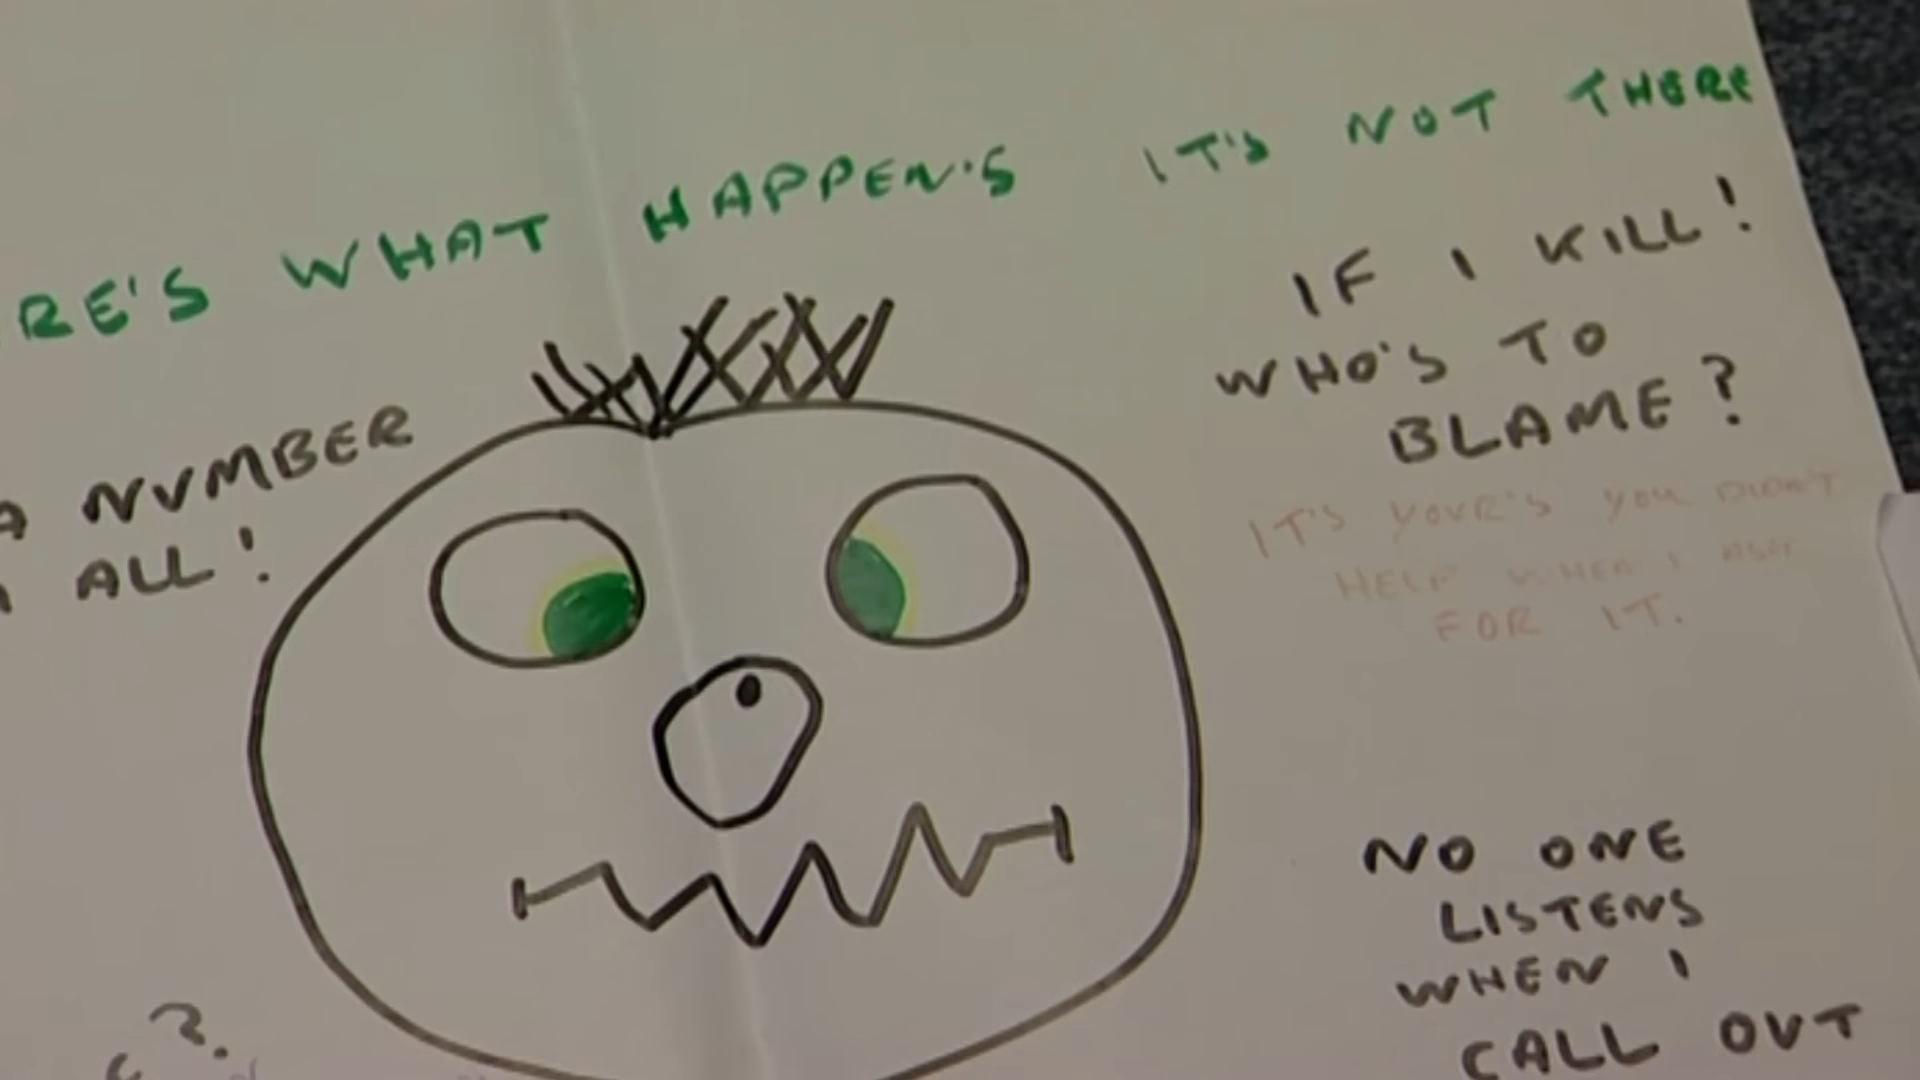 RE'S WHAT HAPPEN'S IT'S NOT THERE
IF I KILL!
WHO'S TO
BLAME?
IT'S YOUR'S YOU DIDN'T
HELP WHEN I
FOR IT.
A NUMBER
ALL!
NO ONE
LISTENS
WHEN I
CALL OUT
?